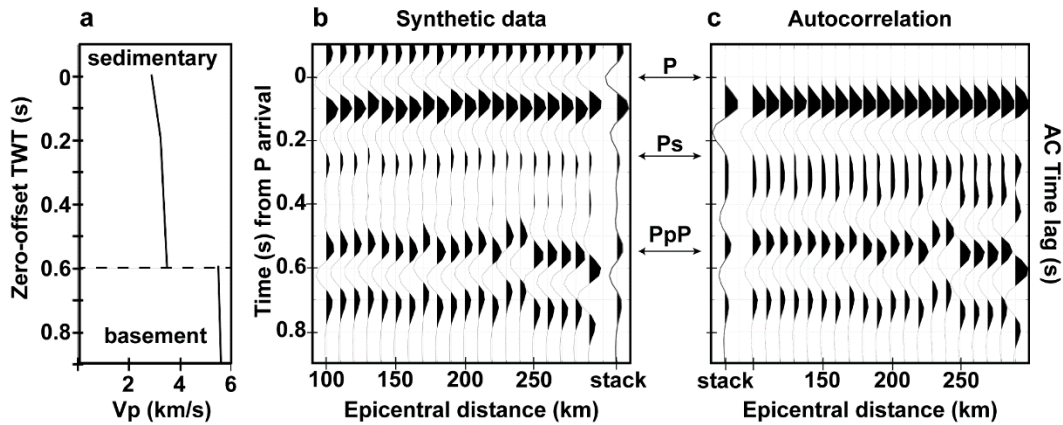 a
sedimentary
basement
Zero-offset TWT (s)
0
0.2
0.4
0.6
0.8
2
4
6
Vp (km/s)
b
Synthetic data
Time (s) from P arrival
0
0.2
0.4
0.6
0.8
100
150
200
250
stack
Epicentral distance (km)
P
Ps
PpP
c
Autocorrelation
AC Time lag (s)
stack
150
200
250
Epicentral distance (km)